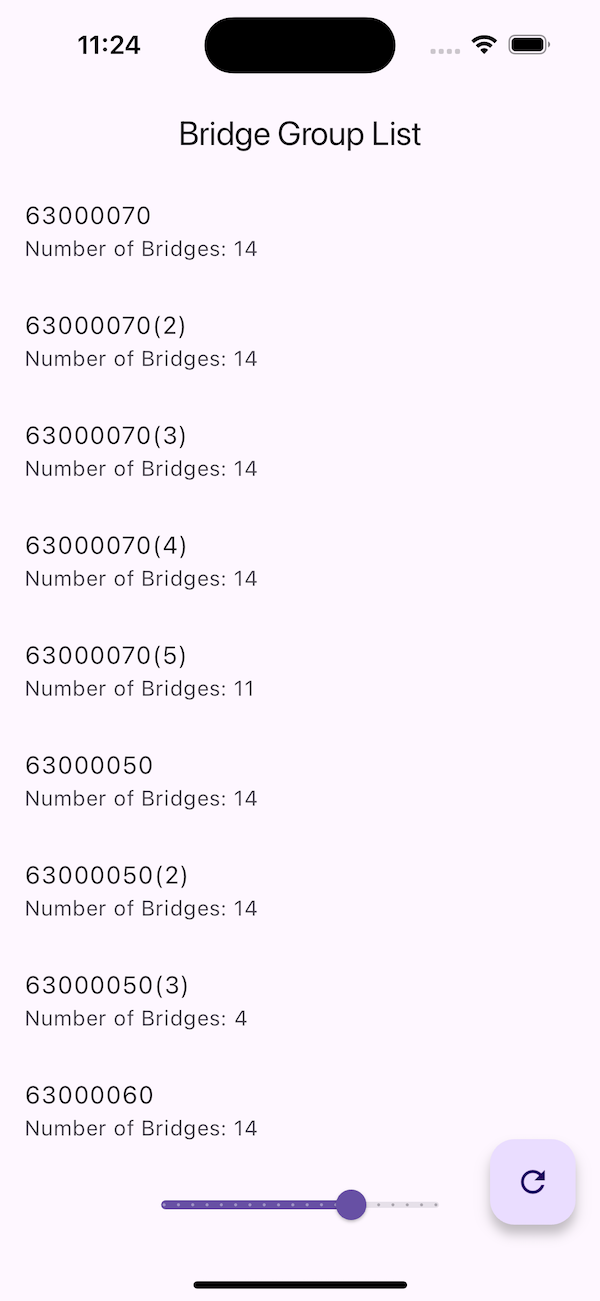 11:24
Bridge Group List
63000070
Number of Bridges: 14
63000070(2)
Number of Bridges: 14
63000070(3)
Number of Bridges: 14
63000070(4)
Number of Bridges: 14
63000070(5)
Number of Bridges: 11
63000050
Number of Bridges: 14
63000050(2)
Number of Bridges: 14
63000050(3)
Number of Bridges: 4
63000060
Number of Bridges: 14